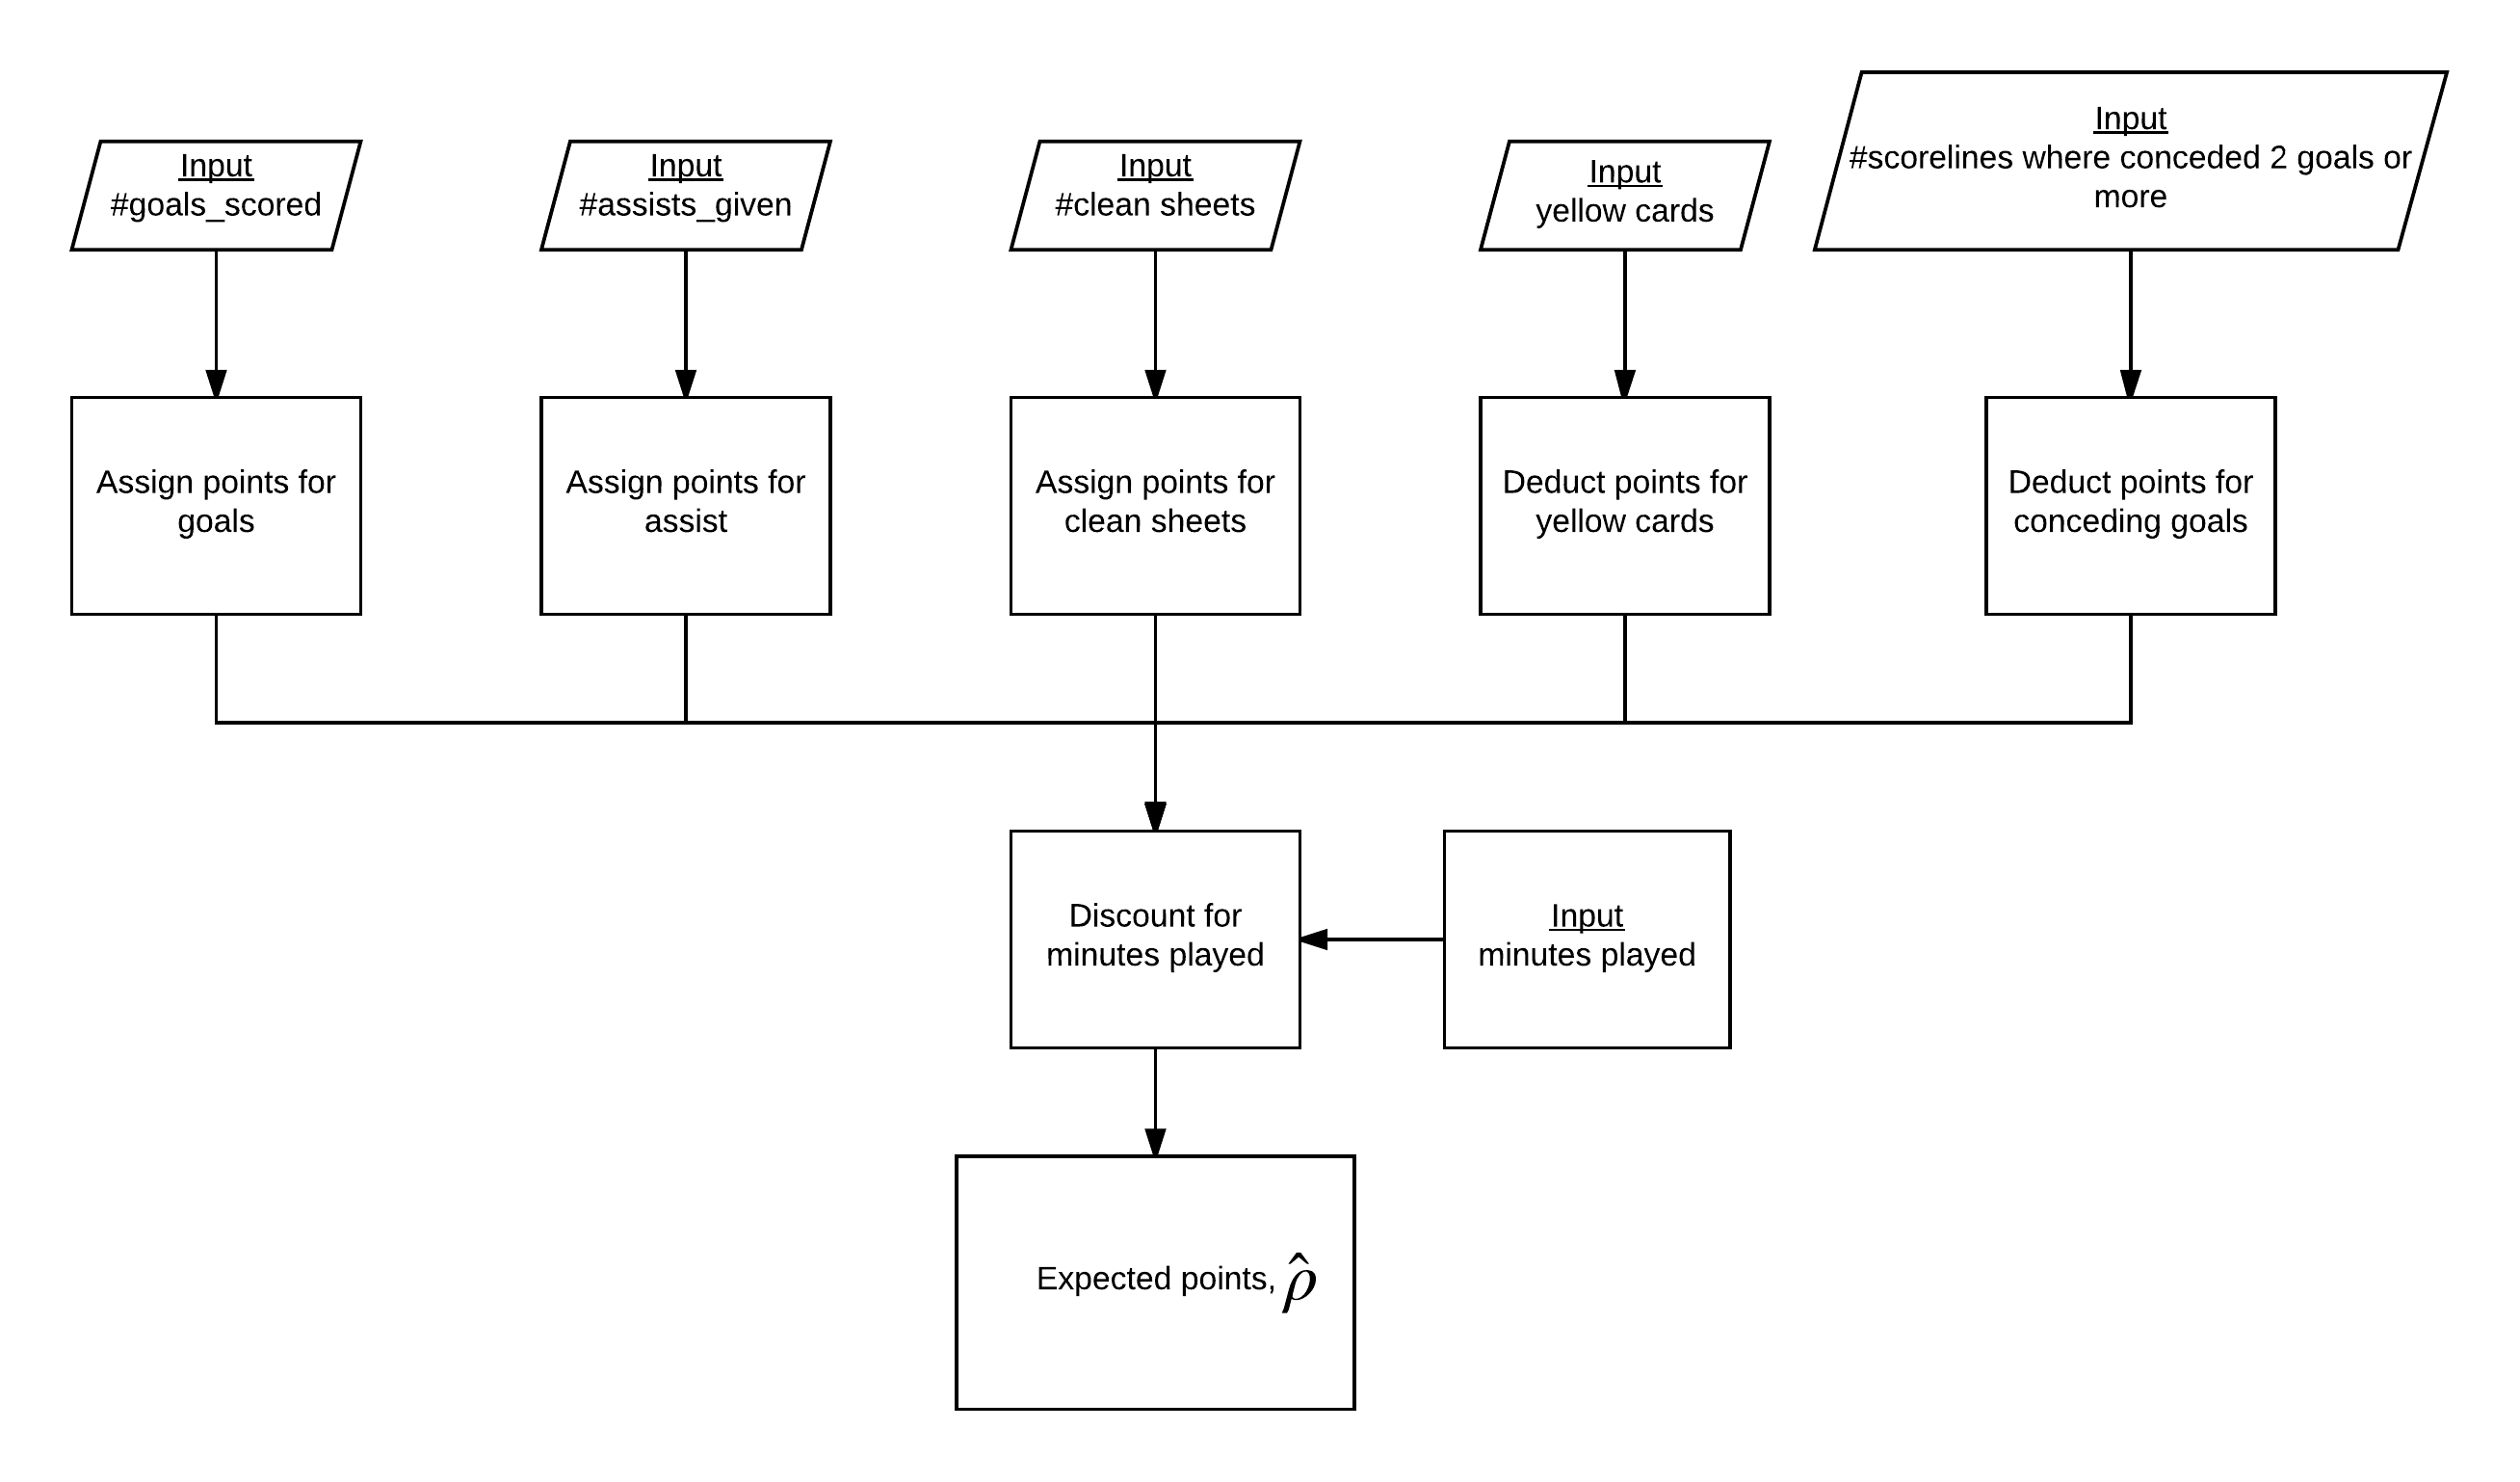 Input
#goals_scored
Input
#assists_given
Input
#clean sheets
Input
yellow cards
Input
#scorelines where conceded 2 goals or
more
Assign points for
goals
Assign points for
assist
Assign points for
clean sheets
Deduct points for
yellow cards
Deduct points for
conceding goals
Discount for
minutes played
Input
minutes played
Expected points, ρ̂